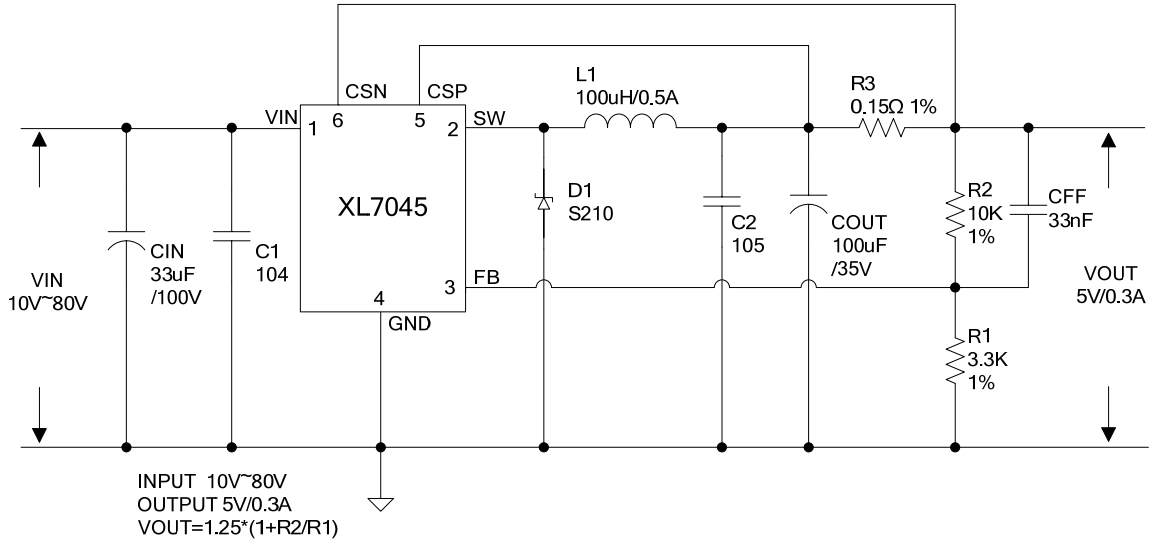 CSN
CSP
L1
100uH/0.5A
R3
0.15Ω 1%
VIN
1
6
5
2
SW
XL7045
D1
S210
C2
105
COUT
100uF
/35V
R2
10K
1%
CFF
33nF
CIN
33uF
/100V
C1
104
VIN
10V~80V
3
FB
4
GND
VOUT
5V/0.3A
R1
3.3K
1%
INPUT 10V~80V
OUTPUT 5V/0.3A
VOUT=1.25*(1+R2/R1)